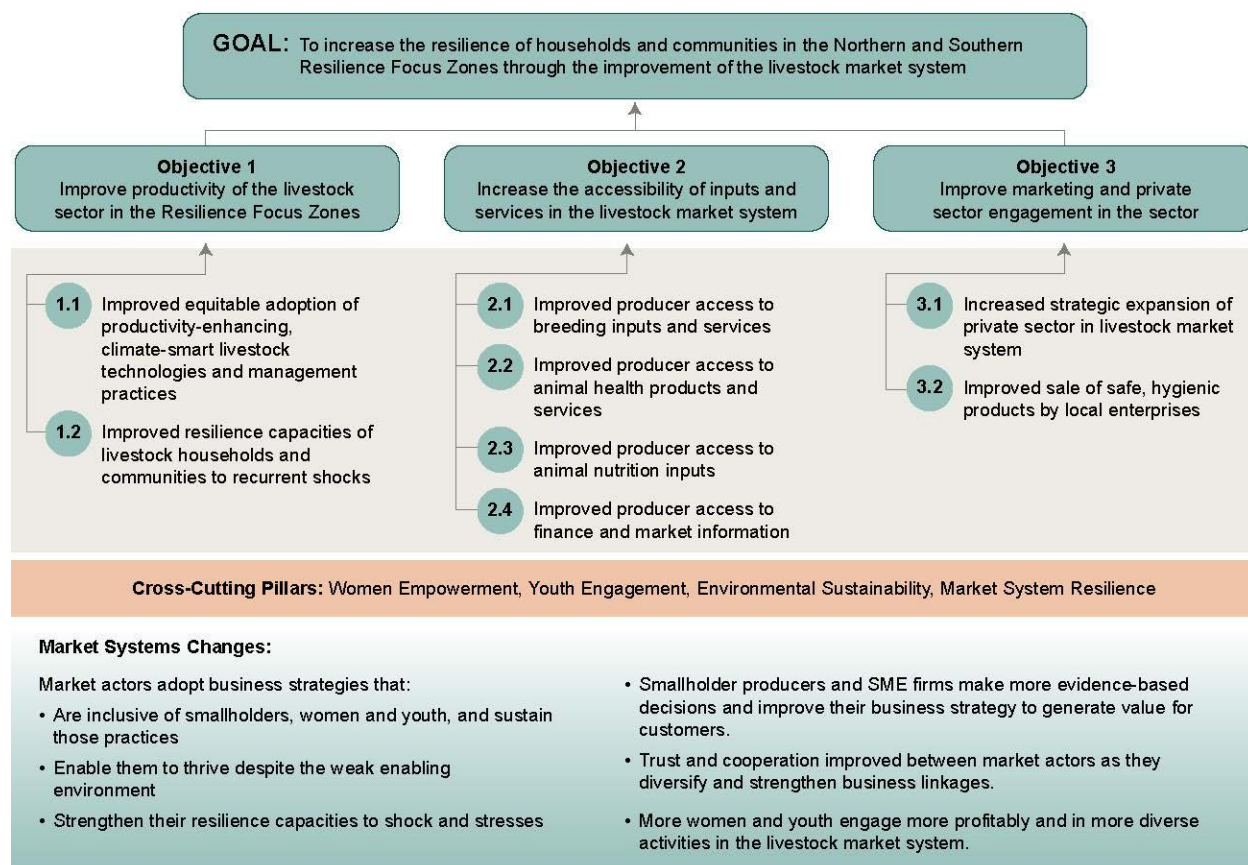 GOAL: To increase the resilience of households and communities in the Northern and Southern
Resilience Focus Zones through the improvement of the livestock market system
Objective 1
Improve productivity of the livestock
sector in the Resilience Focus Zones
Objective 2
Increase the accessibility of inputs and
services in the livestock market system
Objective 3
Improve marketing and private
sector engagement in the sector
1.1 Improved equitable adoption of
productivity-enhancing,
climate-smart livestock
technologies and management
practices
1.2 Improved resilience capacities of
livestock households and
communities to recurrent shocks
2.1 Improved producer access to
breeding inputs and services
2.2 Improved producer access to
animal health products and
services
2.3 Improved producer access to
animal nutrition inputs
2.4 Improved producer access to
finance and market information
3.1 Increased strategic expansion of
private sector in livestock market
system
3.2 Improved sale of safe, hygienic
products by local enterprises
Cross-Cutting Pillars: Women Empowerment, Youth Engagement, Environmental Sustainability, Market System Resilience
Market Systems Changes:
Market actors adopt business strategies that:
• Are inclusive of smallholders, women and youth, and sustain
those practices
• Enable them to thrive despite the weak enabling
environment
• Strengthen their resilience capacities to shock and stresses
• Smallholder producers and SME firms make more evidence-based
decisions and improve their business strategy to generate value for
customers.
• Trust and cooperation improved between market actors as they
diversify and strengthen business linkages.
• More women and youth engage more profitably and in more diverse
activities in the livestock market system.